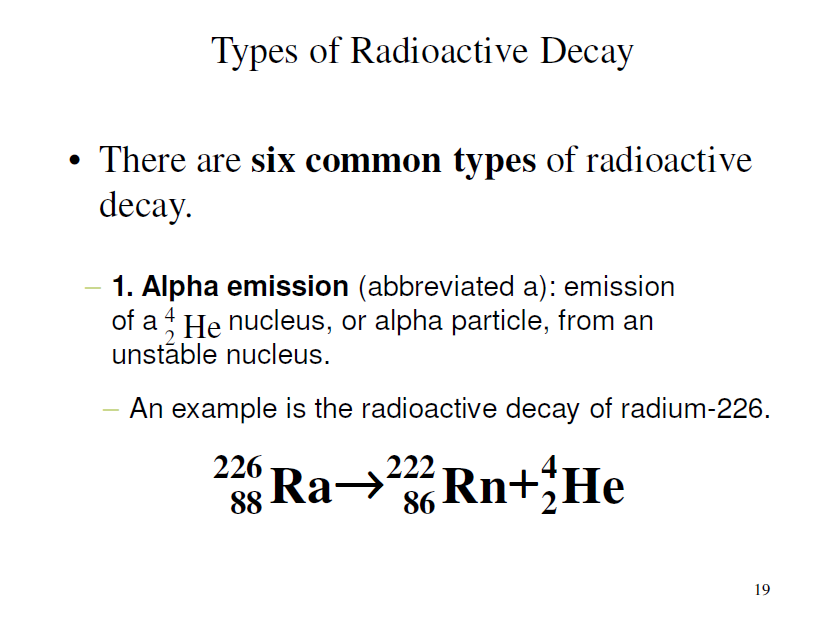 Types of Radioactive Decay
• There are six common types of radioactive
decay.
– 1. Alpha emission (abbreviated a): emission
of a ⁴₂ He nucleus, or alpha particle, from an
unstable nucleus.
– An example is the radioactive decay of radium-226.
²²⁶₈₈Ra→²²²₈₆Rn+⁴₂He
19